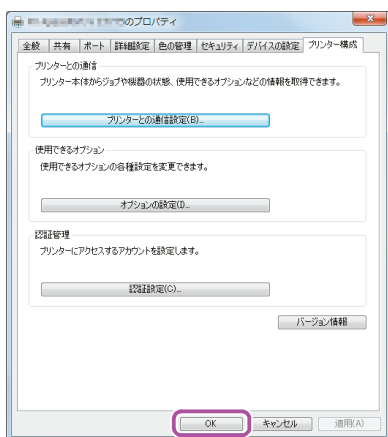 のプロパティ
全般 共有 ポート 詳細設定 色の管理 セキュリティ デバイスの設定 プリンター構成
プリンターとの通信
プリンター本体からジョブや機器の状態、使用できるオプションなどの情報を取得できます。
プリンターとの通信設定(B)...
使用できるオプション
使用できるオプションの各種設定を変更できます。
オプションの設定(I)...
認証管理
プリンターにアクセスするアカウントを設定します。
認証設定(C)...
バージョン情報
OK キャンセル 適用(A)